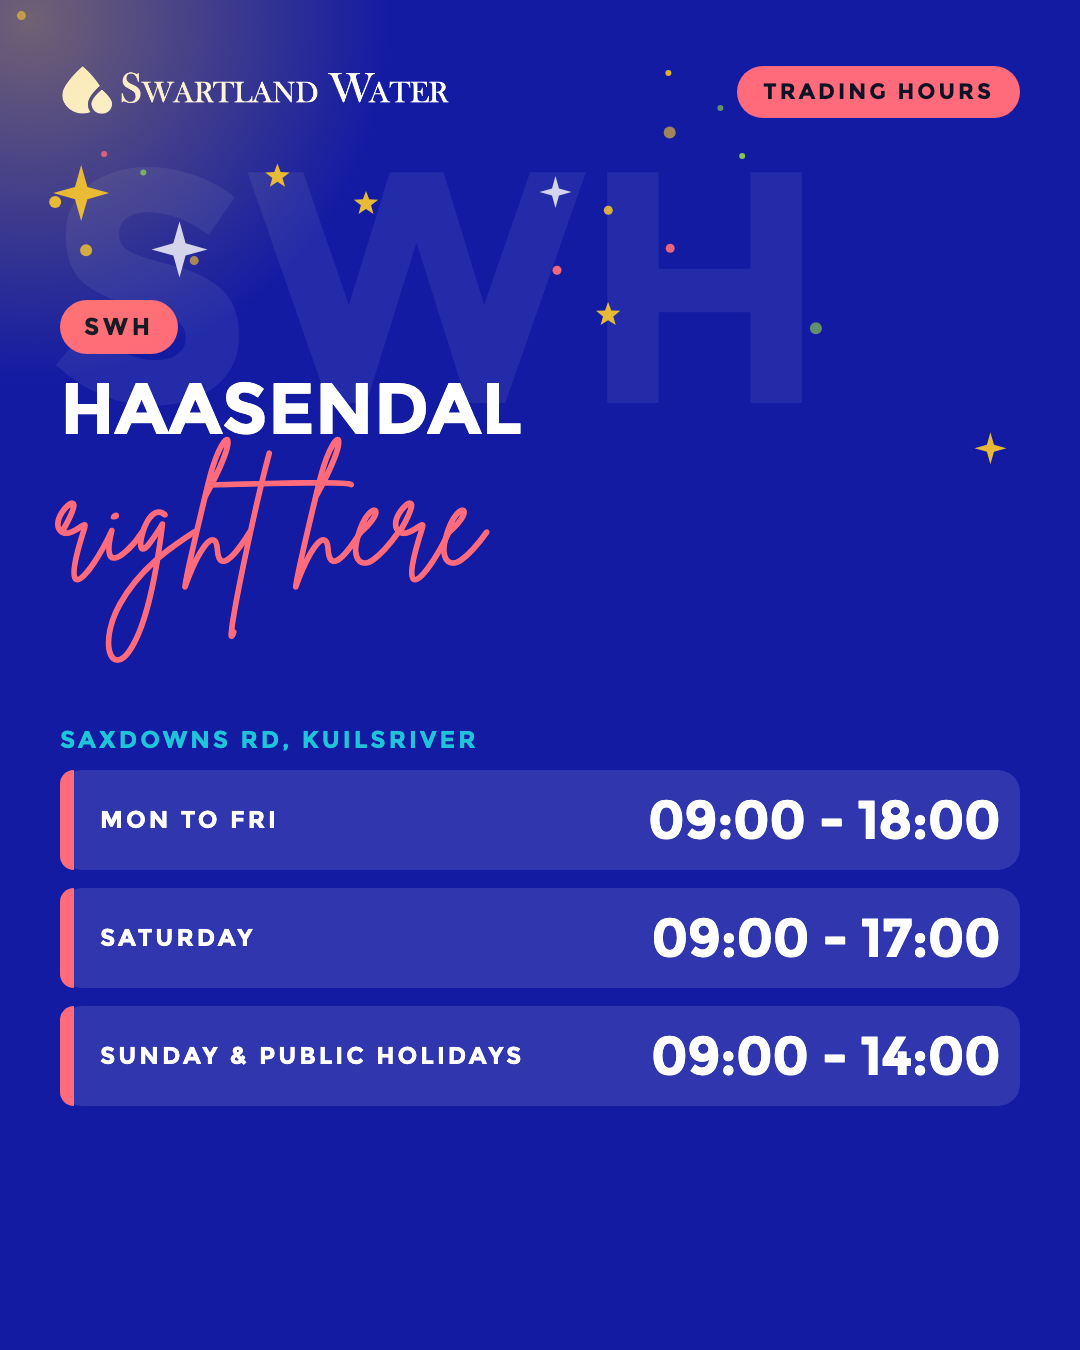 SWARTLAND WATER
TRADING HOURS
SWH
SWH
HAASENDAL
right here
SAXDOWNS RD, KUILSRIVER
MON TO FRI 09:00 - 18:00
SATURDAY 09:00 - 17:00
SUNDAY & PUBLIC HOLIDAYS 09:00 - 14:00